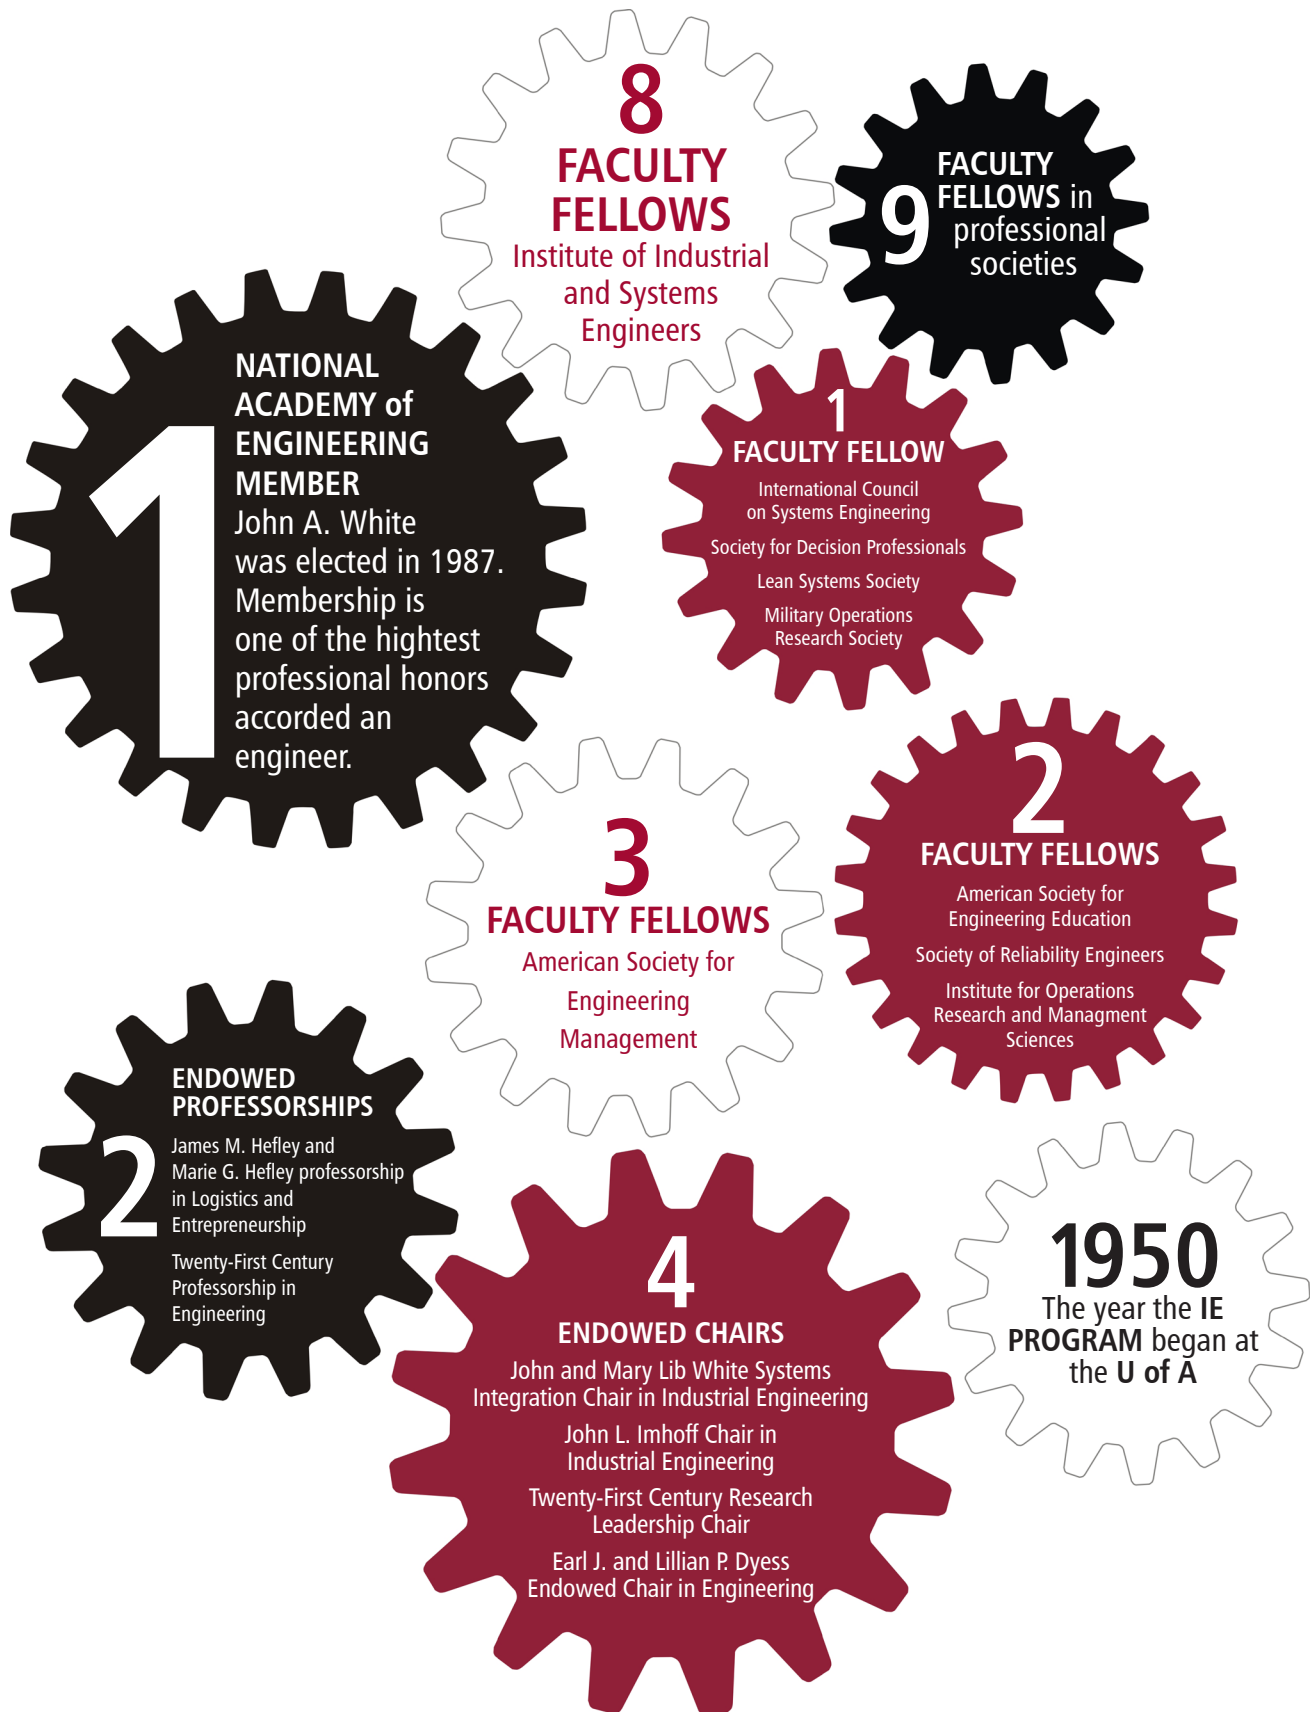 8
FACULTY
FELLOWS
Institute of Industrial
and Systems
Engineers
9
FACULTY
FELLOWS in
professional
societies
1
NATIONAL
ACADEMY of
ENGINEERING
MEMBER
John A. White
was elected in 1987.
Membership is
one of the hightest
professional honors
accorded an
engineer.
1
FACULTY FELLOW
International Council
on Systems Engineering
Society for Decision Professionals
Lean Systems Society
Military Operations
Research Society
2
FACULTY FELLOWS
American Society for
Engineering Education
Society of Reliability Engineers
Institute for Operations
Research and Managment
Sciences
3
FACULTY FELLOWS
American Society for
Engineering
Management
2
ENDOWED
PROFESSORSHIPS
James M. Hefley and
Marie G. Hefley professorship
in Logistics and
Entrepreneurship
Twenty-First Century
Professorship in
Engineering
4
ENDOWED CHAIRS
John and Mary Lib White Systems
Integration Chair in Industrial Engineering
John L. Imhoff Chair in
Industrial Engineering
Twenty-First Century Research
Leadership Chair
Earl J. and Lillian P. Dyess
Endowed Chair in Engineering
1950
The year the IE
PROGRAM began at
the U of A